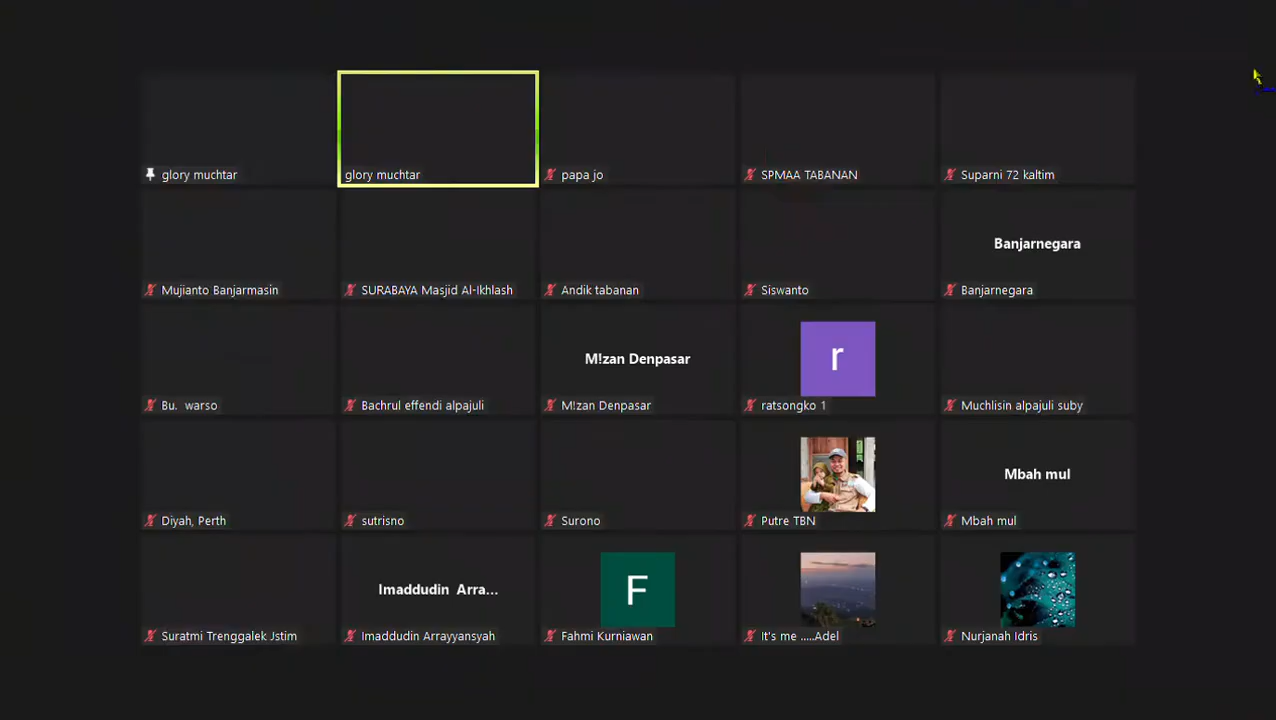 glory muchtar
glory muchtar
papa jo
SPMAA TABANAN
Suparni 72 kaltim
Mujianto Banjarmasin
SURABAYA Masjid Al-Ikhlash
Andik tabanan
Siswanto
Banjarnegara
Banjarnegara
Bu. warso
Bachrul effendi alpajuli
M!zan Denpasar
M!zan Denpasar
r
ratsongko 1
Muchlisin alpajuli suby
Diyah, Perth
sutrisno
Surono
Putre TBN
Mbah mul
Mbah mul
Suratmi Trenggalek Jstim
Imaddudin Arra...
Imaddudin Arrayyansyah
F
Fahmi Kurniawan
It's me .....Adel
Nurjanah Idris